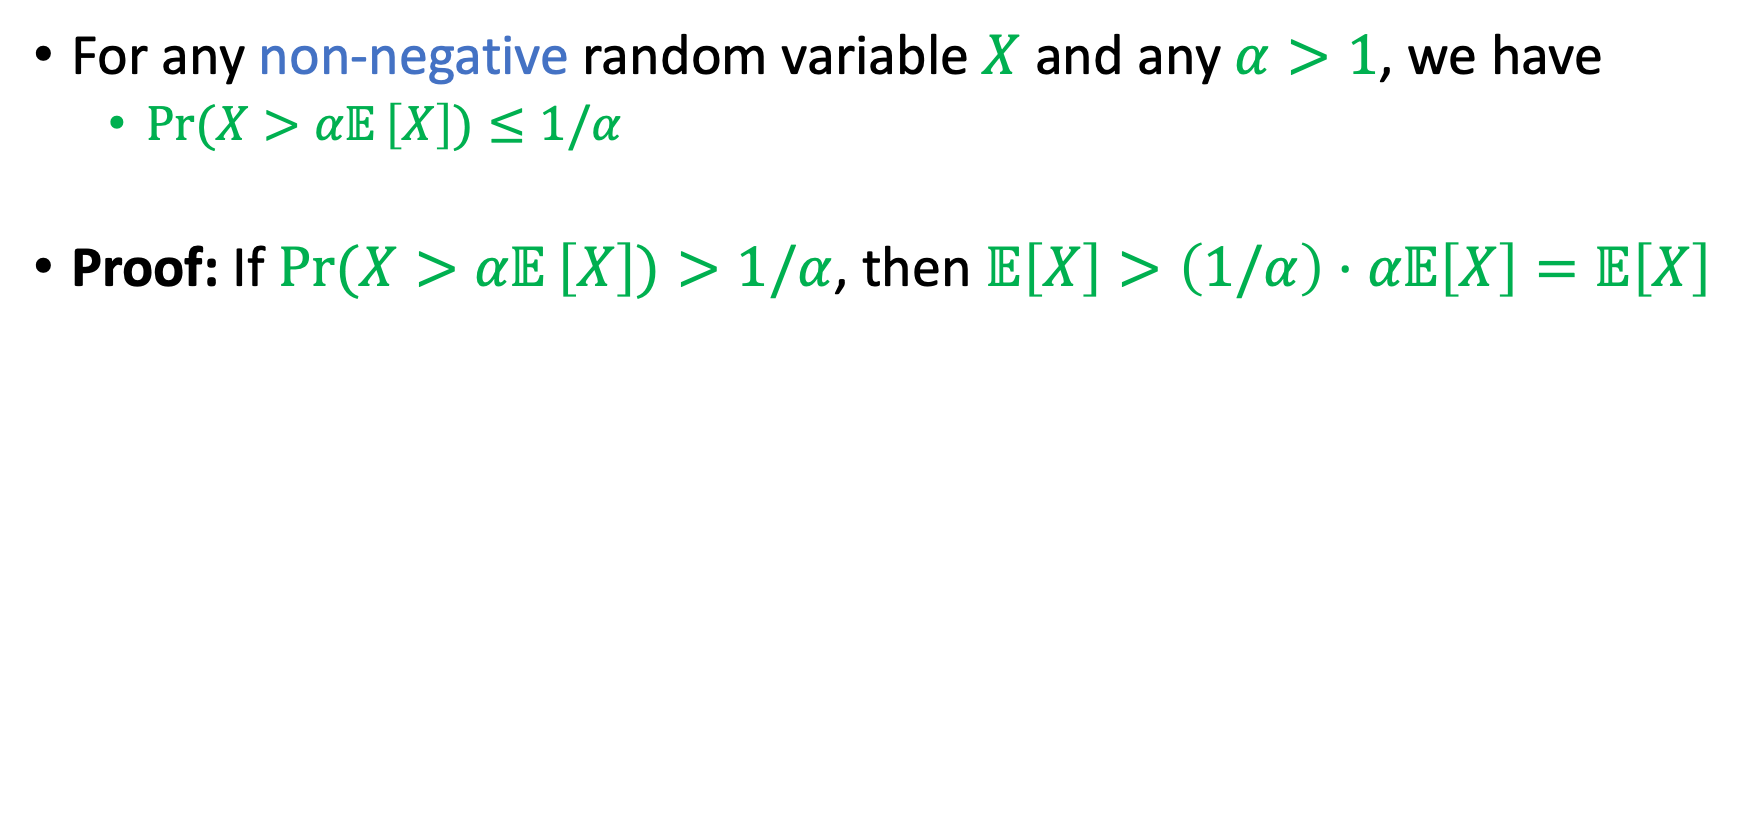 • For any non-negative random variable 𝑋 and any 𝛼 > 1, we have
• Pr(𝑋 > 𝛼𝔼 [𝑋]) ≤ 1/𝛼
• Proof: If Pr(𝑋 > 𝛼𝔼 [𝑋]) > 1/𝛼, then 𝔼[𝑋] > (1/𝛼) · 𝛼𝔼[𝑋] = 𝔼[𝑋]